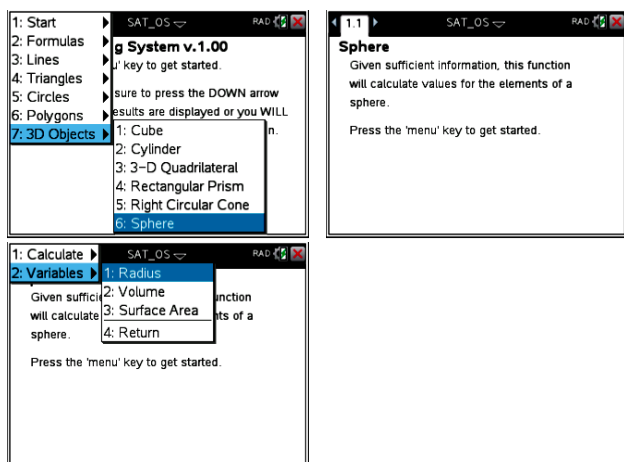 1: Start
2: Formulas
3: Lines
4: Triangles
5: Circles
6: Polygons
7: 3D Objects
SAT_OS
RAD
g System v.1.00
u' key to get started.
sure to press the DOWN arrow
esults are displayed or you WILL
n.
1: Cube
2: Cylinder
3: 3-D Quadrilateral
4: Rectangular Prism
5: Right Circular Cone
6: Sphere
1.1
SAT_OS
RAD
Sphere
Given sufficient information, this function
will calculate values for the elements of a
sphere.
Press the 'menu' key to get started.
1: Calculate
2: Variables
SAT_OS
RAD
1: Radius
2: Volume
3: Surface Area
4: Return
Given suffici unction
will calculate nts of a
sphere.
Press the 'menu' key to get started.